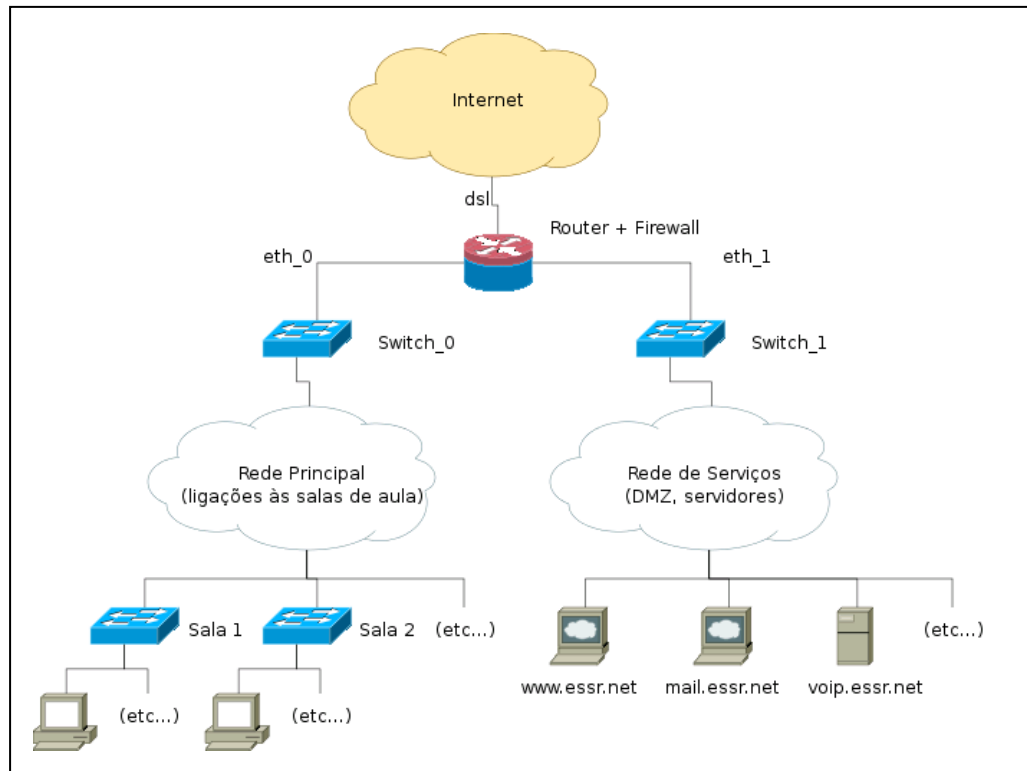 Internet
dsl
Router + Firewall
eth_0
eth_1
Switch_0
Switch_1
Rede Principal
(ligações às salas de aula)
Rede de Serviços
(DMZ, servidores)
Sala 1
Sala 2
(etc...)
(etc...)
www.essr.net
mail.essr.net
voip.essr.net
(etc...)
(etc...)